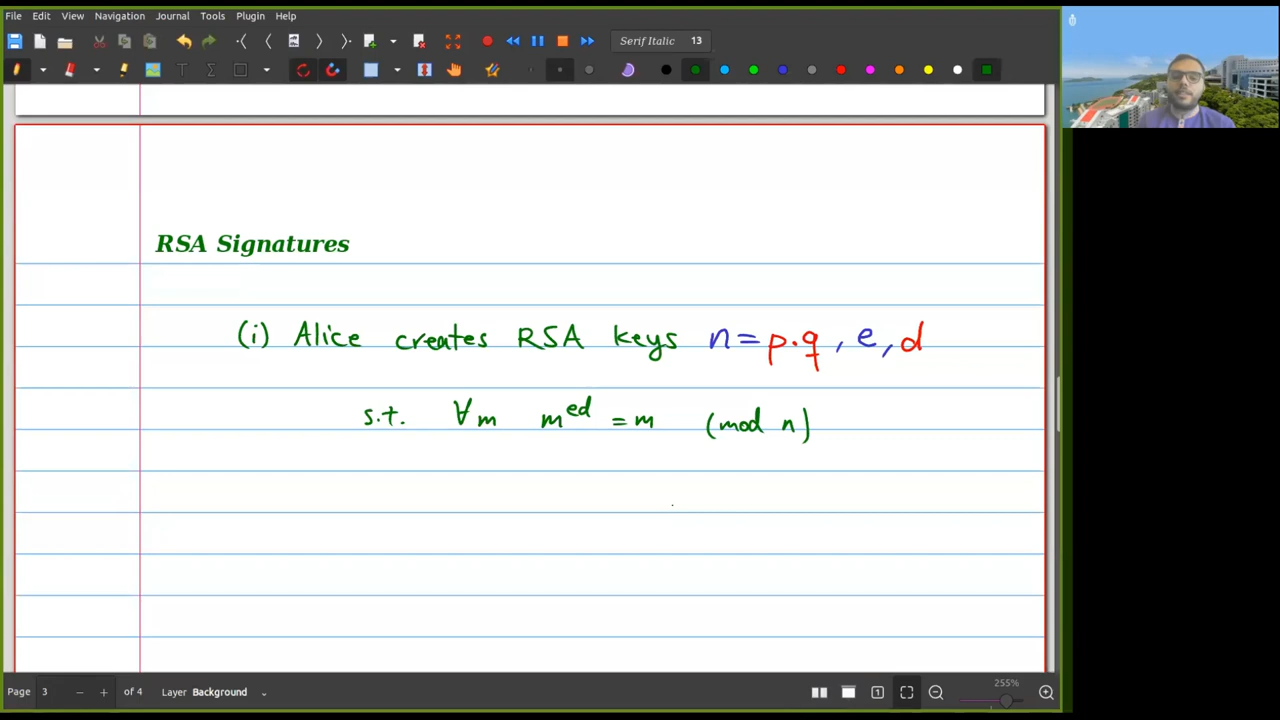 File Edit View Navigation Journal Tools Plugin Help
Serif Italic 13
RSA Signatures
(i) Alice creates RSA keys n = p.q, e, d
s.t. ∀m m^ed = m (mod n)
Page 3 of 4 Layer Background 255%